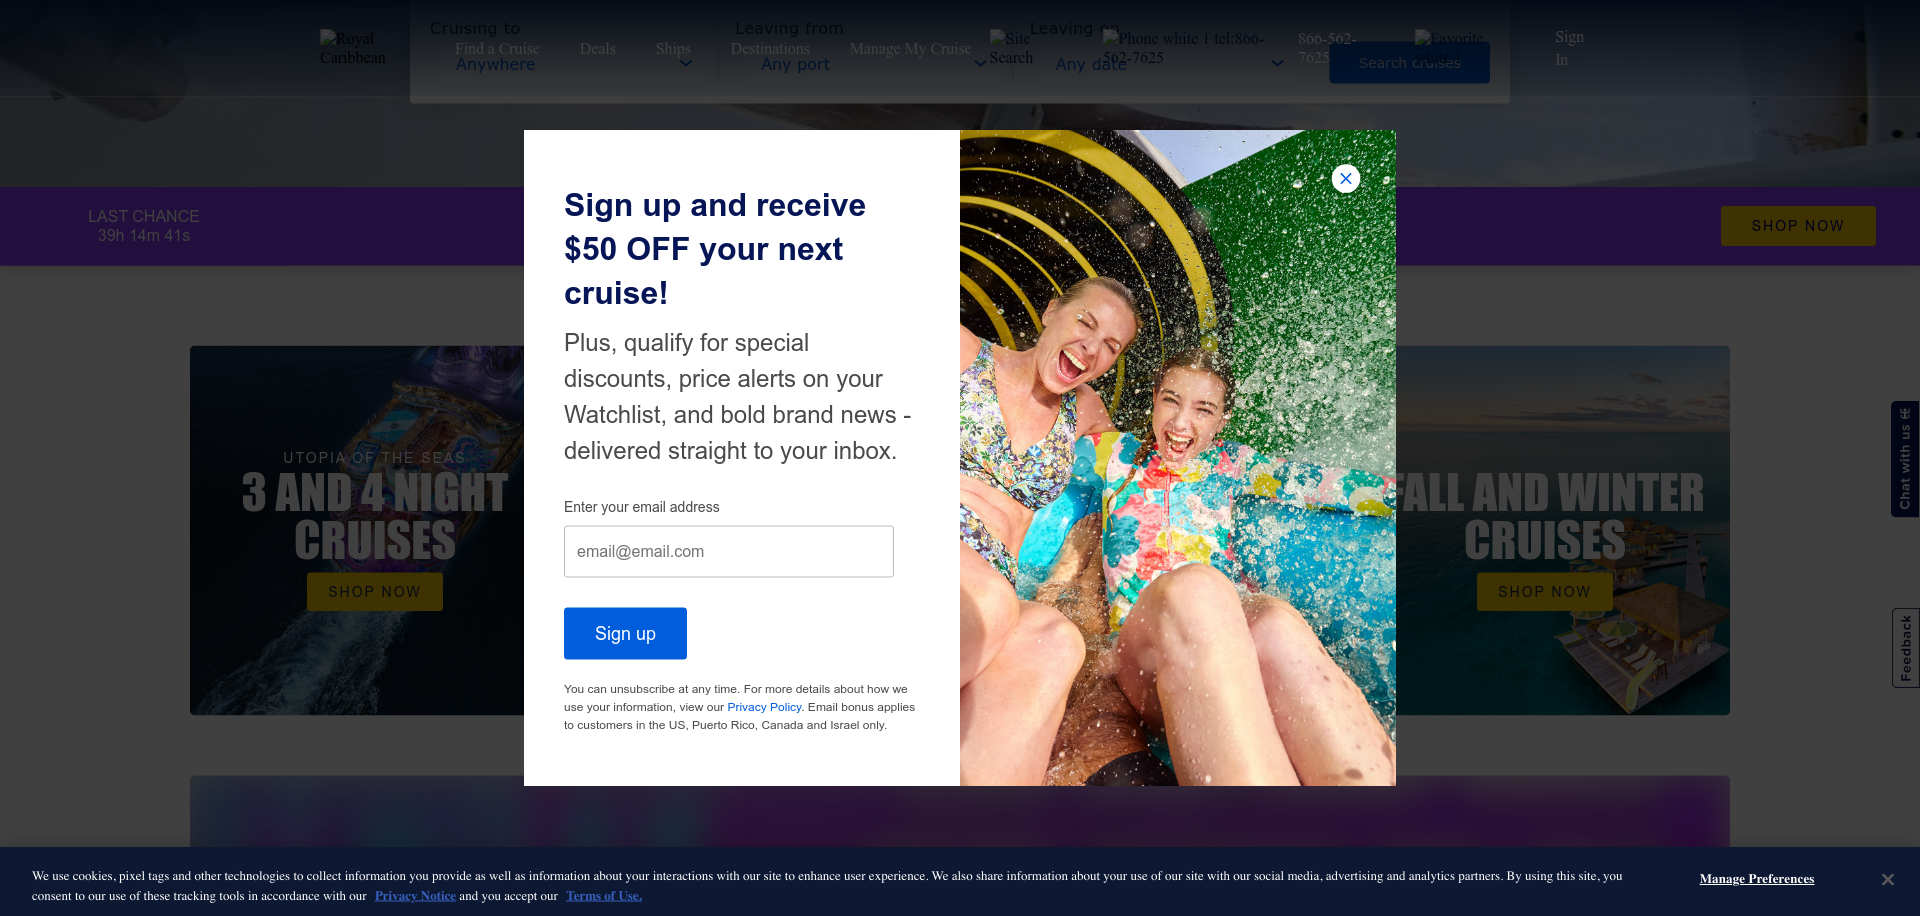 Cruising to
Leaving from
Leaving on
Royal Caribbean
Find a Cruise
Deals
Ships
Destinations
Manage My Cruise
Site Search
Phone white 1 tel:866-562-7625
866-562-7625
Favorite
Sign In
Anywhere
Any port
Any date
Search cruises
LAST CHANCE
39h 14m 41s
SHOP NOW
Sign up and receive
$50 OFF your next
cruise!
Plus, qualify for special
discounts, price alerts on your
Watchlist, and bold brand news -
delivered straight to your inbox.
Enter your email address
email@email.com
Sign up
You can unsubscribe at any time. For more details about how we
use your information, view our Privacy Policy. Email bonus applies
to customers in the US, Puerto Rico, Canada and Israel only.
UTOPIA OF THE SEAS
3 AND 4 NIGHT
CRUISES
SHOP NOW
FALL AND WINTER
CRUISES
SHOP NOW
Chat with us
Feedback
We use cookies, pixel tags and other technologies to collect information you provide as well as information about your interactions with our site to enhance user experience. We also share information about your use of our site with our social media, advertising and analytics partners. By using this site, you
consent to our use of these tracking tools in accordance with our Privacy Notice and you accept our Terms of Use.
Manage Preferences